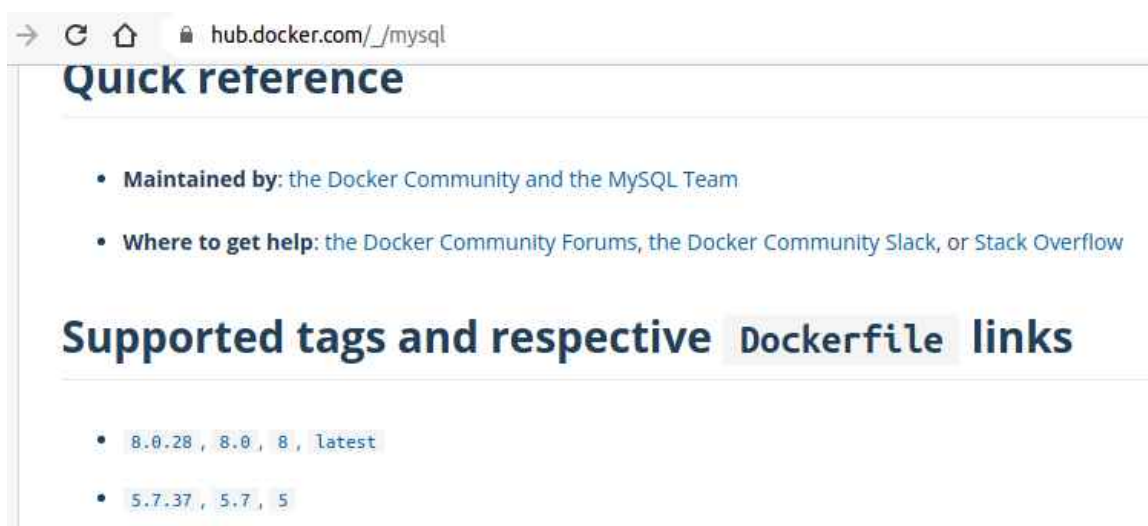 hub.docker.com/_/mysql
Quick reference
• Maintained by: the Docker Community and the MySQL Team
• Where to get help: the Docker Community Forums, the Docker Community Slack, or Stack Overflow
Supported tags and respective Dockerfile links
• 8.0.28, 8.0, 8, latest
• 5.7.37, 5.7, 5